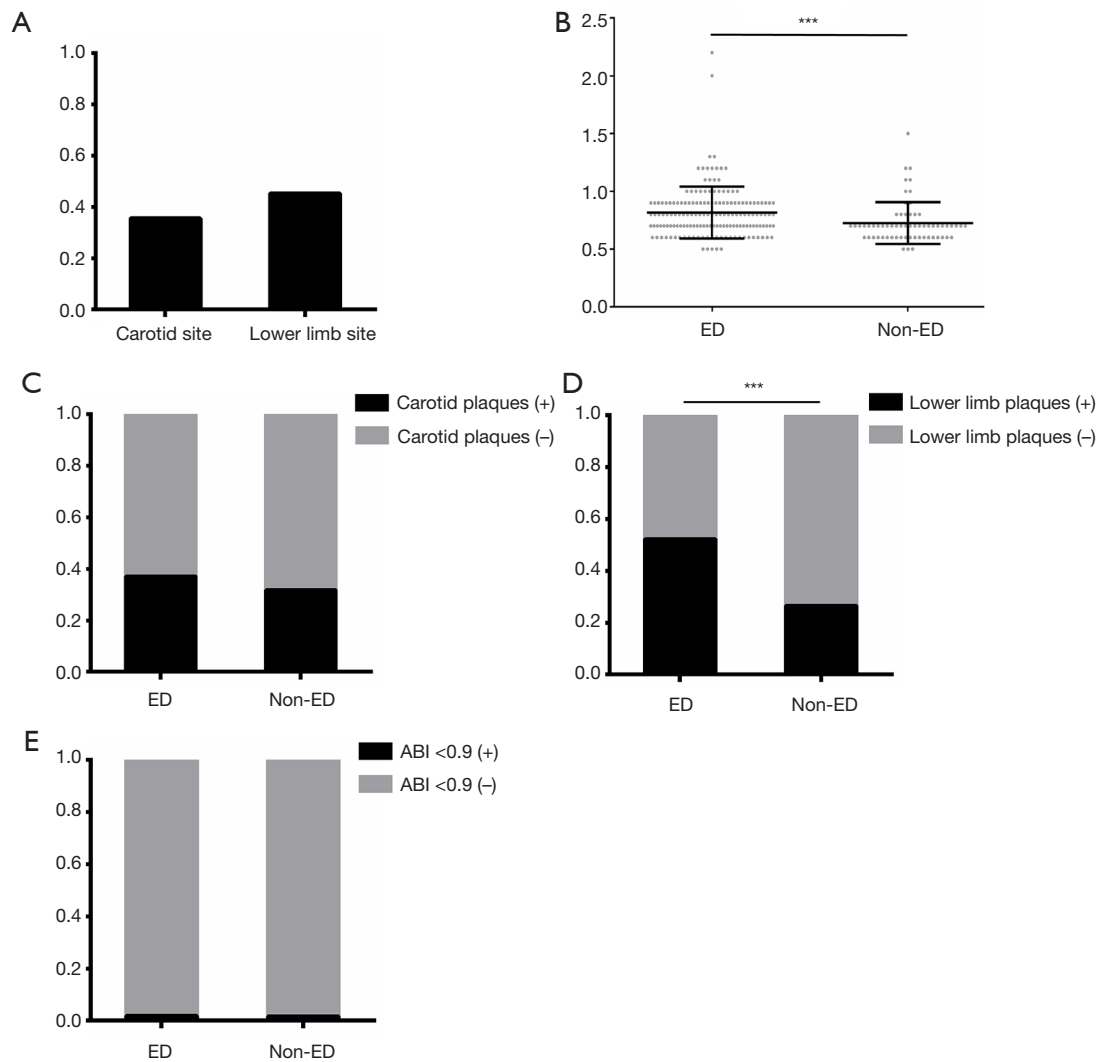 A
1.0
0.8
0.6
0.4
0.2
0.0
Carotid site
Lower limb site
B
***
2.5
2.0
1.5
1.0
0.5
0.0
ED
Non-ED
C
Carotid plaques (+)
Carotid plaques (–)
1.0
0.8
0.6
0.4
0.2
0.0
ED
Non-ED
D
***
Lower limb plaques (+)
Lower limb plaques (–)
1.0
0.8
0.6
0.4
0.2
0.0
ED
Non-ED
E
ABI <0.9 (+)
ABI <0.9 (–)
1.0
0.8
0.6
0.4
0.2
0.0
ED
Non-ED